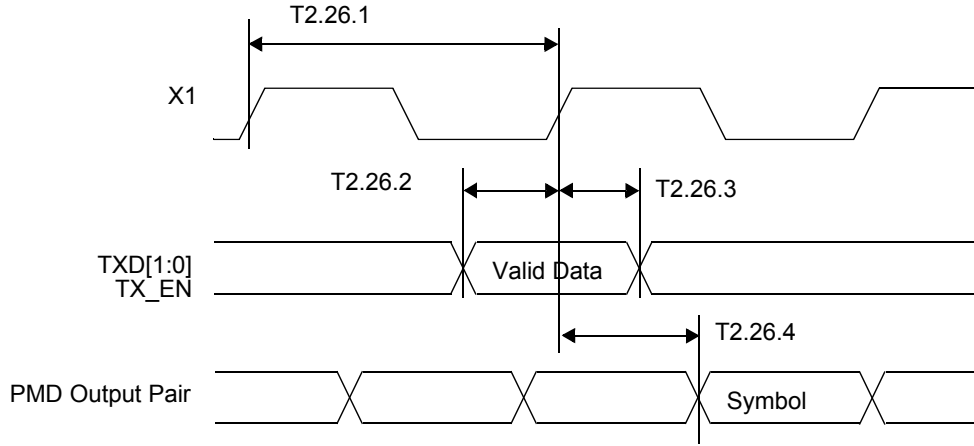 T2.26.1
X1
T2.26.2
T2.26.3
TXD[1:0]
TX_EN
Valid Data
T2.26.4
PMD Output Pair
Symbol